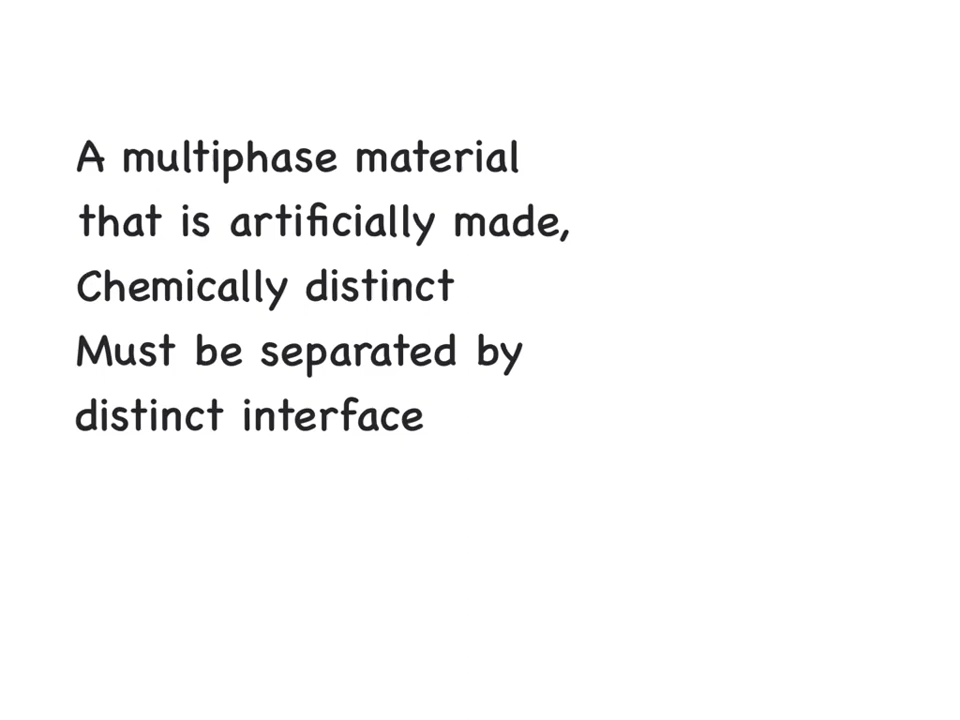 A multiphase material
that is artificially made,
Chemically distinct
Must be separated by
distinct interface